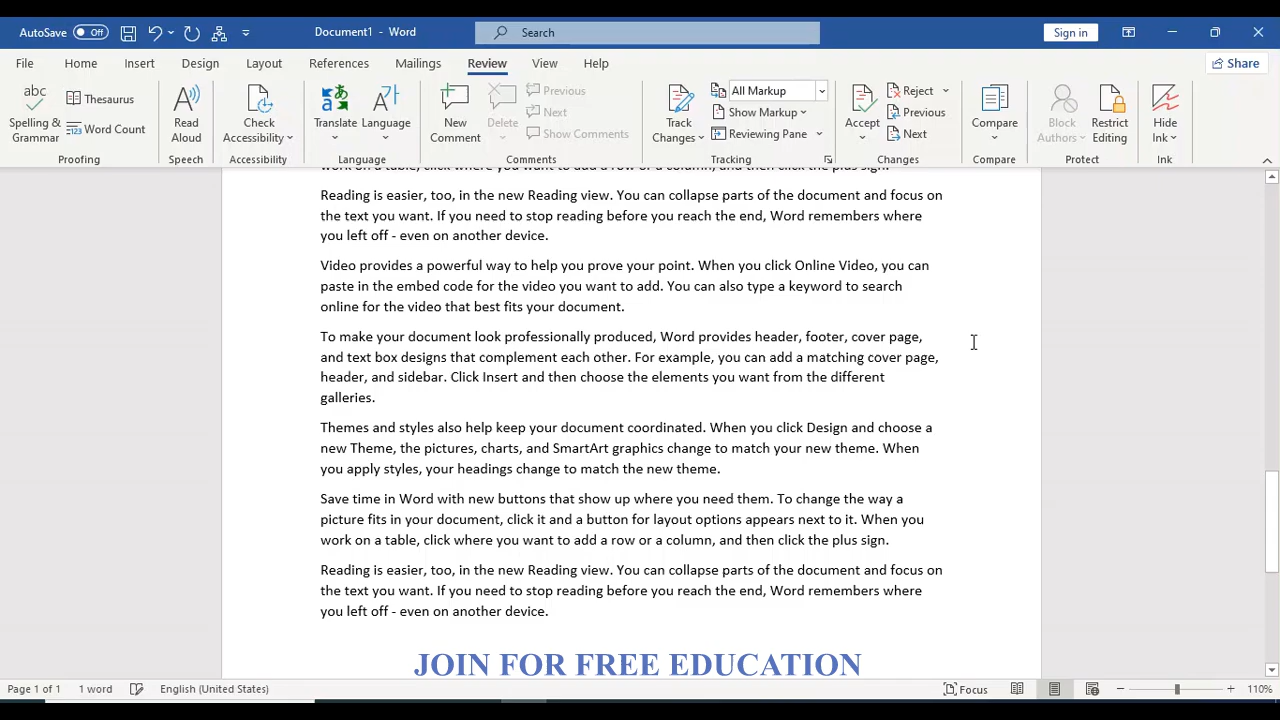 AutoSave Off Document1 - Word Search Sign in
File Home Insert Design Layout References Mailings Review View Help Share
Spelling & Grammar Thesaurus Word Count Read Aloud Check Accessibility Translate Language New Comment Delete Previous Next Show Comments Track Changes All Markup Show Markup Reviewing Pane Accept Reject Previous Next Compare Block Authors Restrict Editing Hide Ink
Proofing Speech Accessibility Language Comments Tracking Changes Compare Protect Ink
work on a table, click where you want to add a row or a column, and then click the plus sign.
Reading is easier, too, in the new Reading view. You can collapse parts of the document and focus on
the text you want. If you need to stop reading before you reach the end, Word remembers where
you left off - even on another device.
Video provides a powerful way to help you prove your point. When you click Online Video, you can
paste in the embed code for the video you want to add. You can also type a keyword to search
online for the video that best fits your document.
To make your document look professionally produced, Word provides header, footer, cover page,
and text box designs that complement each other. For example, you can add a matching cover page,
header, and sidebar. Click Insert and then choose the elements you want from the different
galleries.
Themes and styles also help keep your document coordinated. When you click Design and choose a
new Theme, the pictures, charts, and SmartArt graphics change to match your new theme. When
you apply styles, your headings change to match the new theme.
Save time in Word with new buttons that show up where you need them. To change the way a
picture fits in your document, click it and a button for layout options appears next to it. When you
work on a table, click where you want to add a row or a column, and then click the plus sign.
Reading is easier, too, in the new Reading view. You can collapse parts of the document and focus on
the text you want. If you need to stop reading before you reach the end, Word remembers where
you left off - even on another device.
JOIN FOR FREE EDUCATION
Page 1 of 1 1 word English (United States) Focus 110%